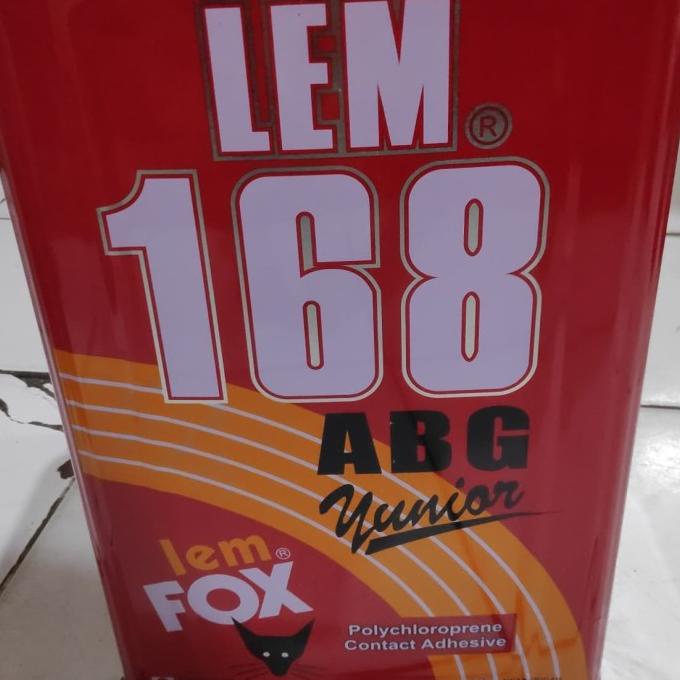 LEM®
168
ABG
Yunior
lem®
FOX
Polychloroprene
Contact Adhesive